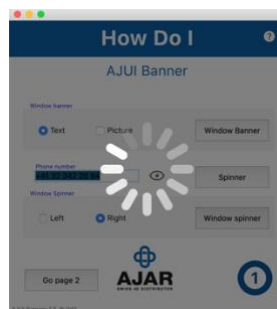 How Do I
?
AJUI Banner
Window banner
Text
Picture
Window Banner
Phone number
Spinner
Window Spinner
Left
Right
Window spinner
Go page 2
AJAR
1